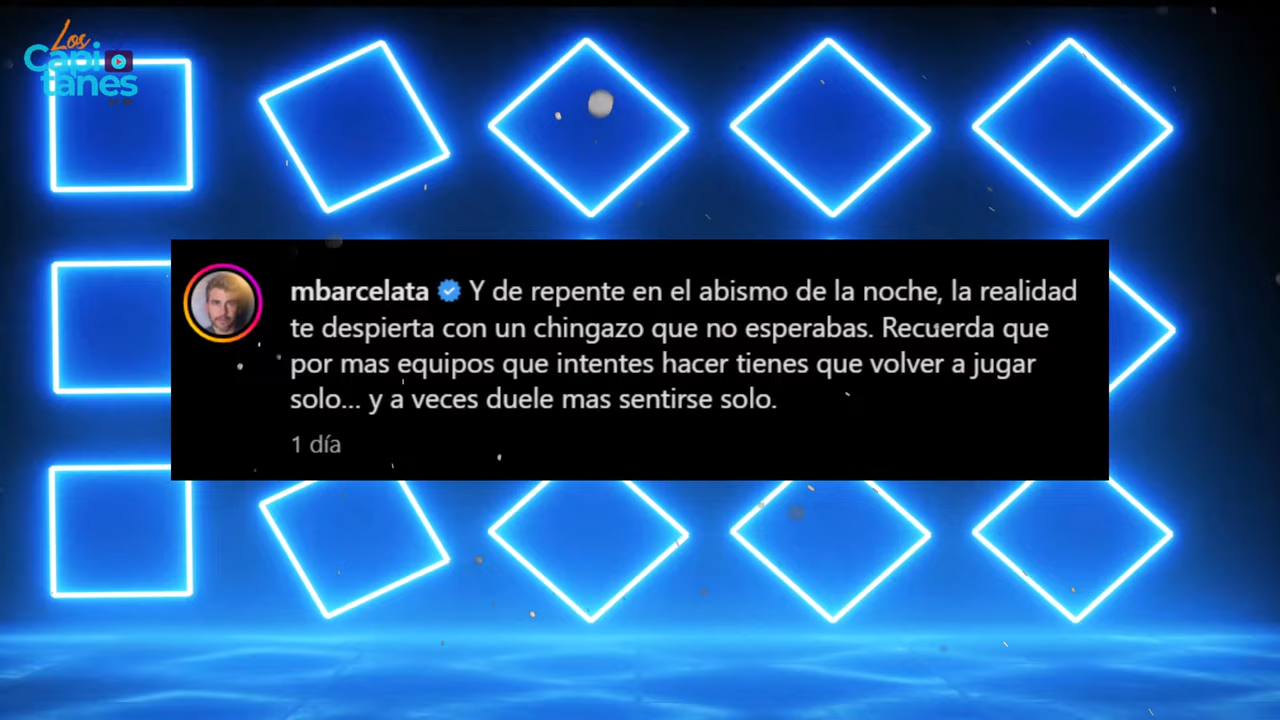 Los
Capi
tanes
mbarcelata Y de repente en el abismo de la noche, la realidad
te despierta con un chingazo que no esperabas. Recuerda que
por mas equipos que intentes hacer tienes que volver a jugar
solo... y a veces duele mas sentirse solo.
1 día